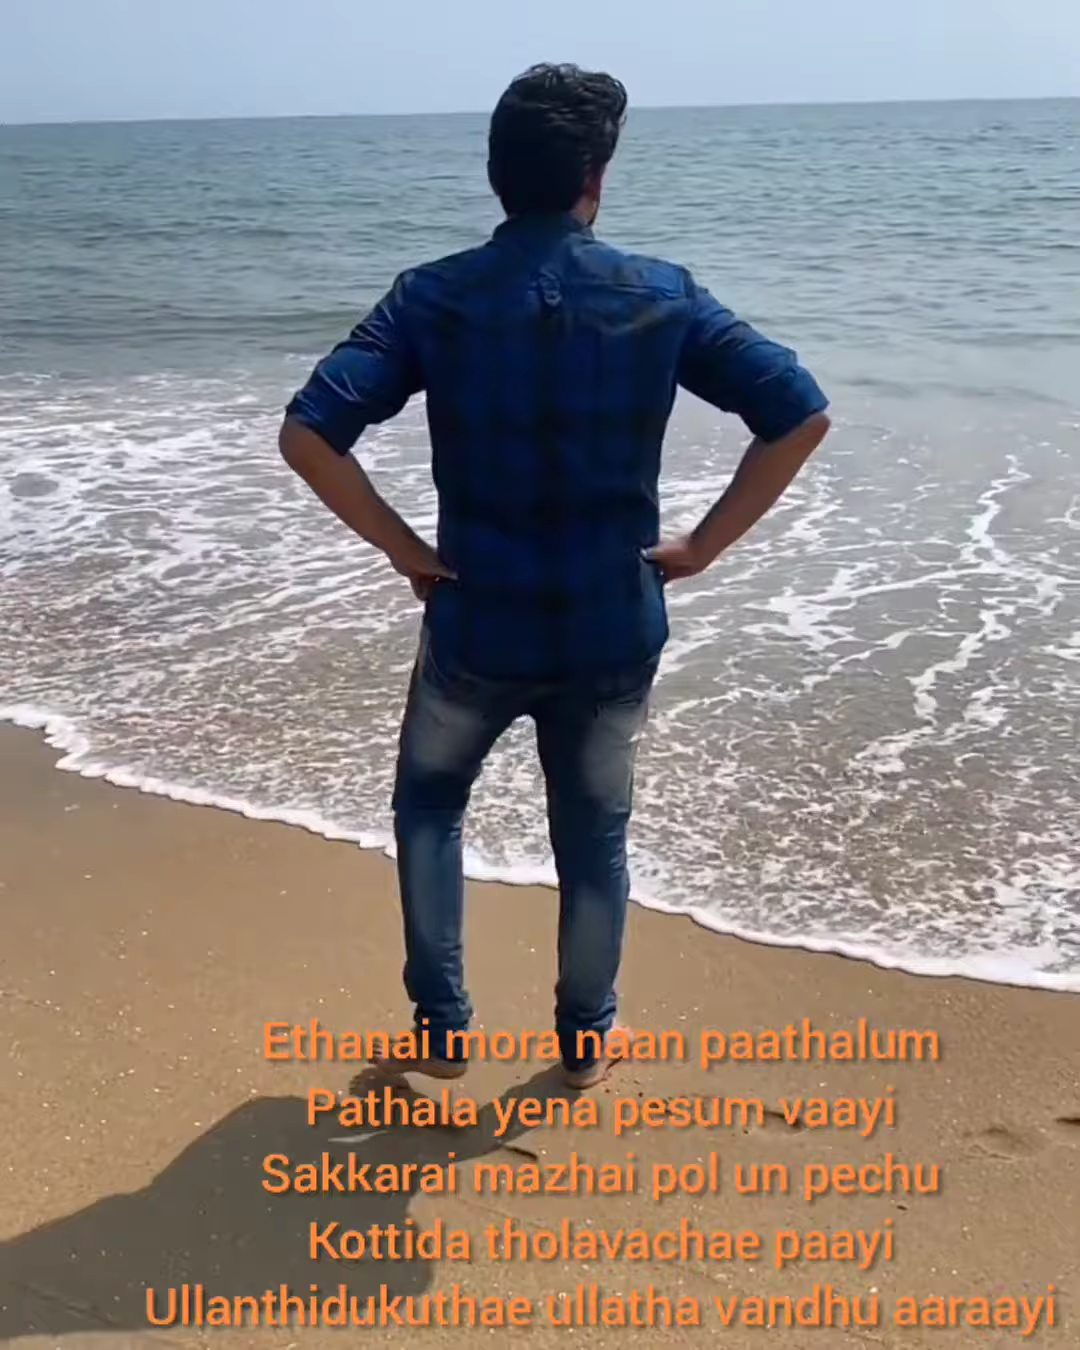 Ethanai mora naan paathalum
Pathala yena pesum vaayi
Sakkarai mazhai pol un pechu
Kottida tholavachae paayi
Ullanthidukuthae ullatha vandhu aaraayi